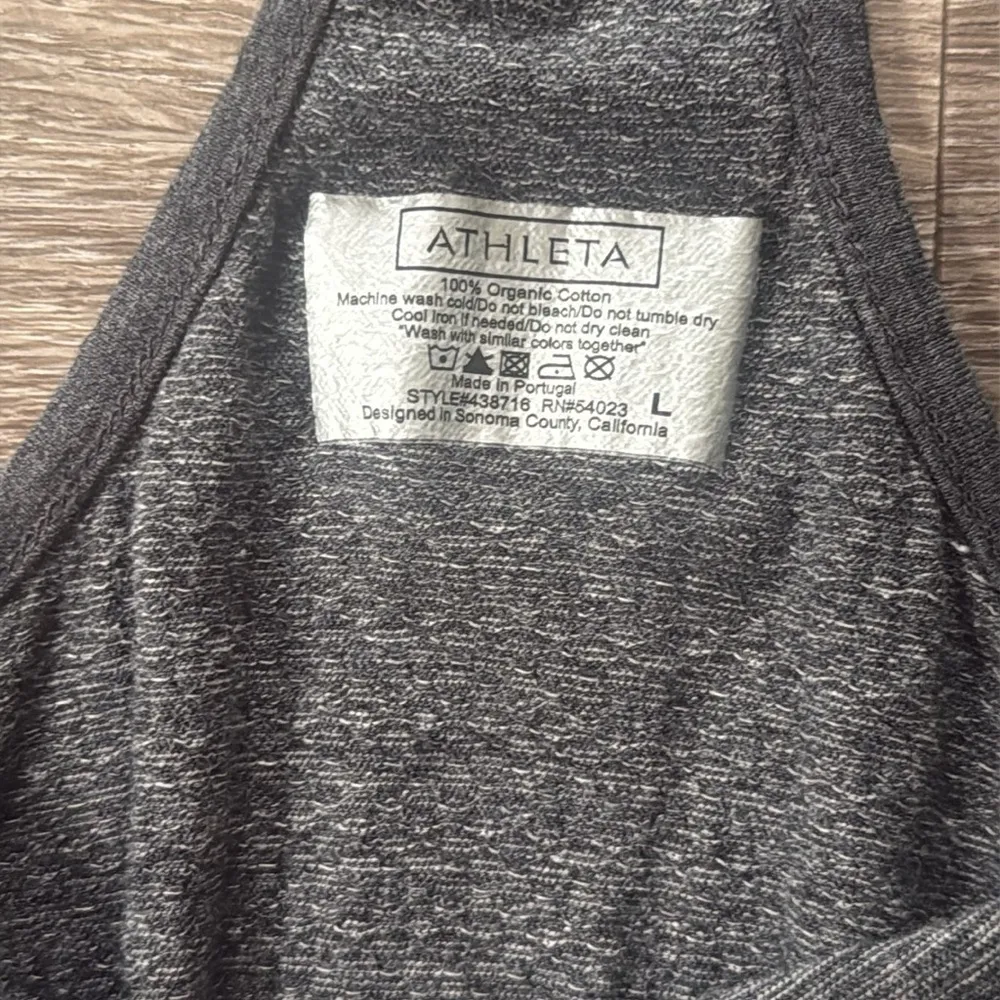 ATHLETA
100% Organic Cotton
Machine wash cold/Do not bleach/Do not tumble dry
Cool Iron if needed/Do not dry clean
"Wash with similar colors together"
Made in Portugal
STYLE#438716 RN#54023 L
Designed in Sonoma County, California